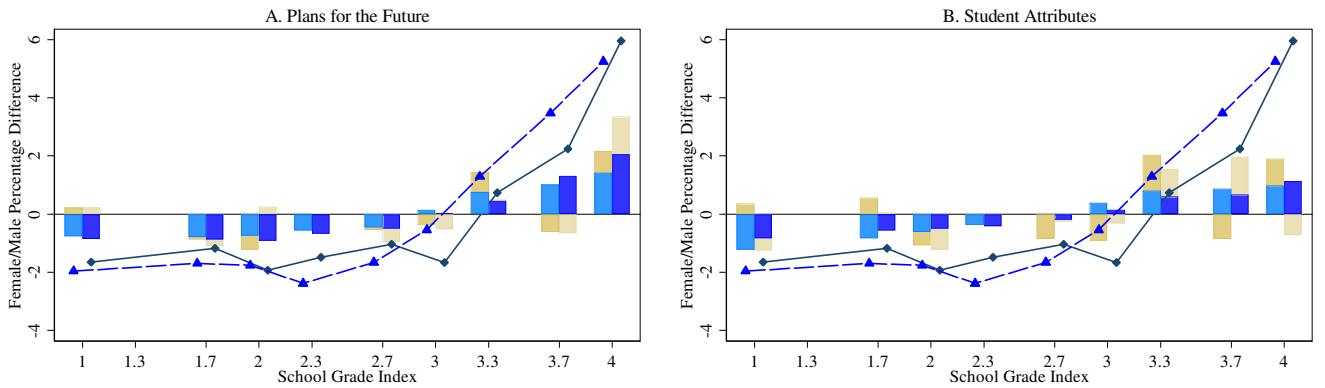 A. Plans for the Future
Female/Male Percentage Difference
6
4
2
0
-2
-4
1 1.3 1.7 2 2.3 2.7 3 3.3 3.7 4
School Grade Index
B. Student Attributes
Female/Male Percentage Difference
6
4
2
0
-2
-4
1 1.3 1.7 2 2.3 2.7 3 3.3 3.7 4
School Grade Index